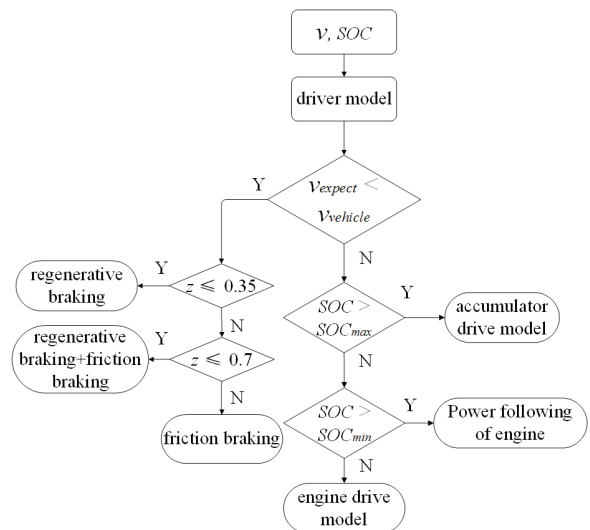 v, SOC
driver model
Y
vexpect <
vvehicle
N
Y
regenerative
braking
z ≤ 0.35
SOC >
SOCmax
Y
accumulator
drive model
N
N
regenerative
braking+friction
braking
Y
z ≤ 0.7
N
friction braking
SOC >
SOCmin
Y
Power following
of engine
N
engine drive
model